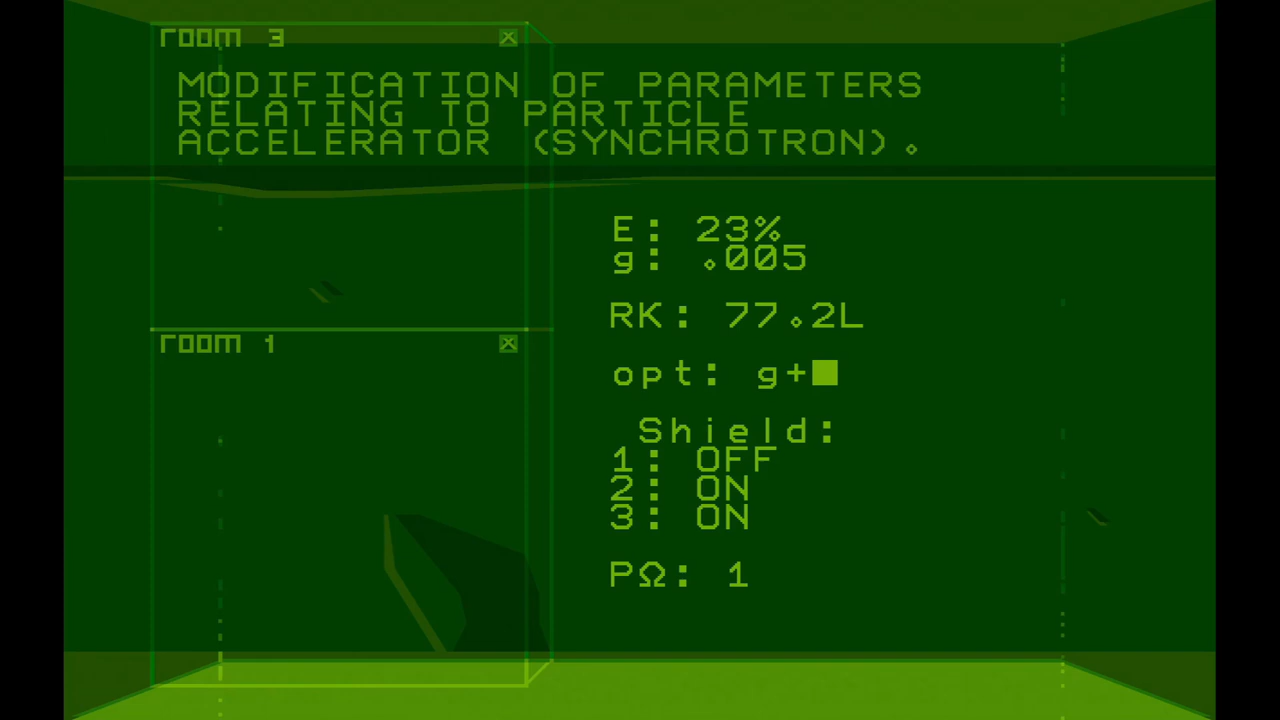 room 3
MODIFICATION OF PARAMETERS
RELATING TO PARTICLE
ACCELERATOR (SYNCHROTRON).
E: 23%
g: .005
RK: 77.2L
room 1
opt: g+
Shield:
1: OFF
2: ON
3: ON
PΩ: 1